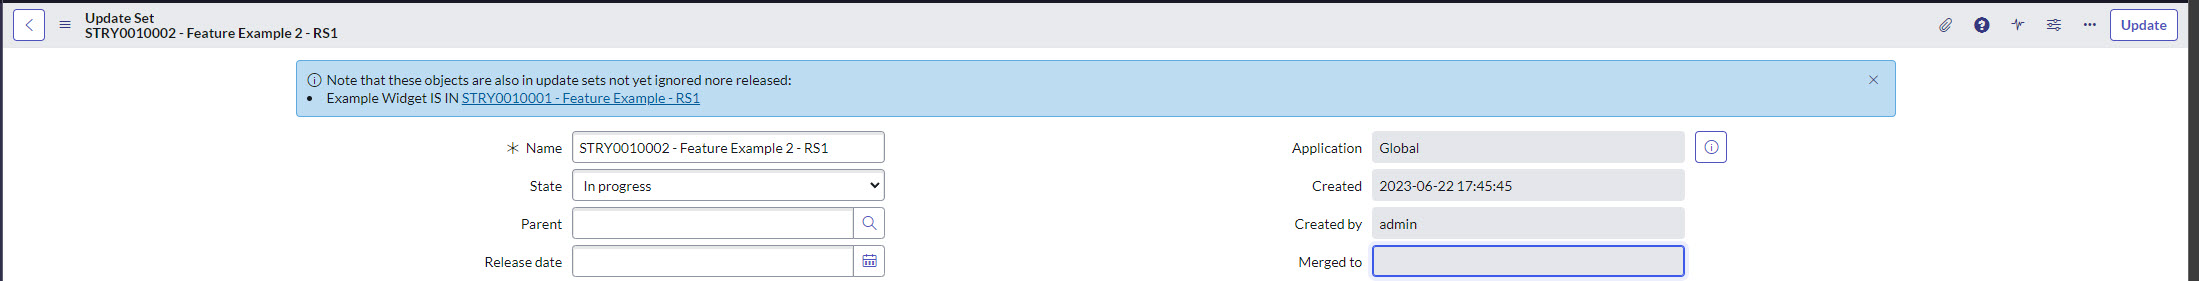 Update Set
STRY0010002 - Feature Example 2 - RS1
Update
Note that these objects are also in update sets not yet ignored nore released:
• Example Widget IS IN STRY0010001 - Feature Example - RS1
Name STRY0010002 - Feature Example 2 - RS1
Application Global
State In progress
Created 2023-06-22 17:45:45
Parent
Created by admin
Release date
Merged to